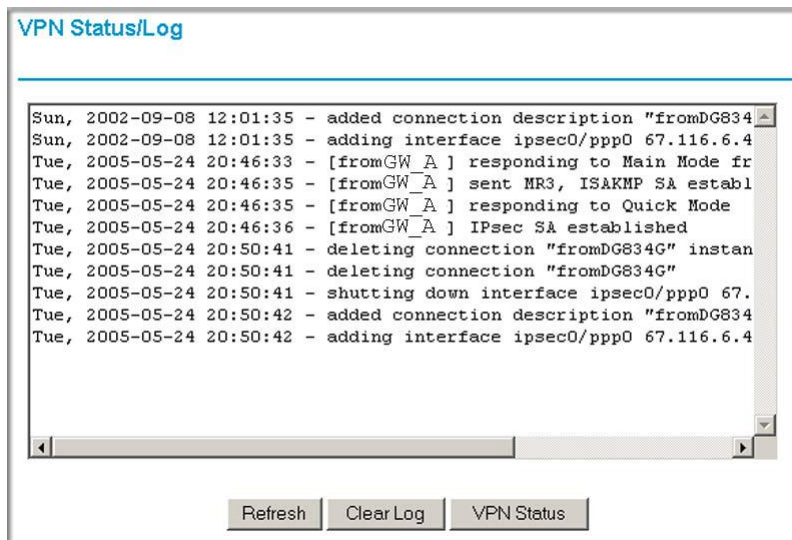 VPN Status/Log
Sun, 2002-09-08 12:01:35 - added connection description "fromDG834
Sun, 2002-09-08 12:01:35 - adding interface ipsec0/ppp0 67.116.6.4
Tue, 2005-05-24 20:46:33 - [fromGW_A ] responding to Main Mode fr
Tue, 2005-05-24 20:46:35 - [fromGW_A ] sent MR3, ISAKMP SA establ
Tue, 2005-05-24 20:46:35 - [fromGW_A ] responding to Quick Mode
Tue, 2005-05-24 20:46:36 - [fromGW_A ] IPsec SA established
Tue, 2005-05-24 20:50:41 - deleting connection "fromDG834G" instan
Tue, 2005-05-24 20:50:41 - deleting connection "fromDG834G"
Tue, 2005-05-24 20:50:41 - shutting down interface ipsec0/ppp0 67.
Tue, 2005-05-24 20:50:42 - added connection description "fromDG834
Tue, 2005-05-24 20:50:42 - adding interface ipsec0/ppp0 67.116.6.4
Refresh Clear Log VPN Status